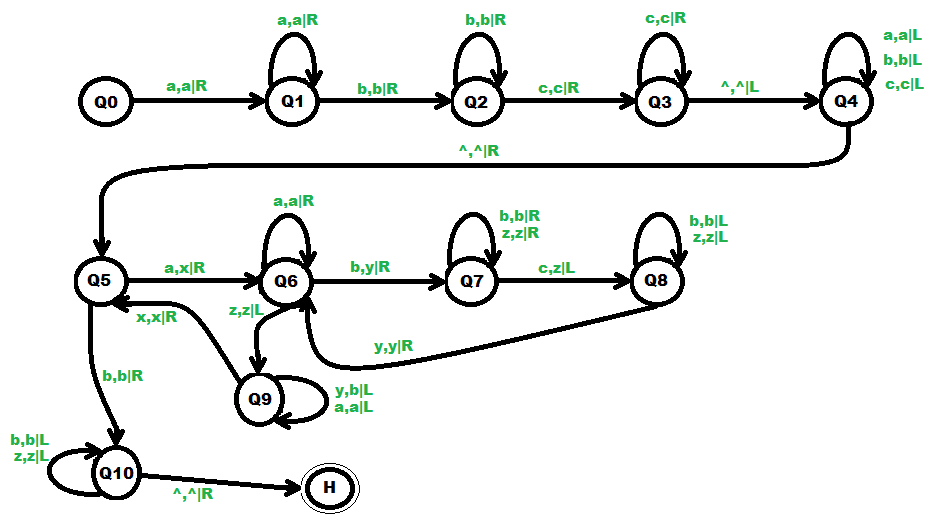 a,a|R
b,b|R
c,c|R
a,a|L
b,b|L
c,c|L
Q0
a,a|R
Q1
b,b|R
Q2
c,c|R
Q3
^,^|L
Q4
^,^|R
a,a|R
b,b|R
z,z|R
b,b|L
z,z|L
Q5
a,x|R
Q6
b,y|R
Q7
c,z|L
Q8
x,x|R
z,z|L
y,y|R
b,b|R
Q9
y,b|L
a,a|L
b,b|L
z,z|L
Q10
^,^|R
H